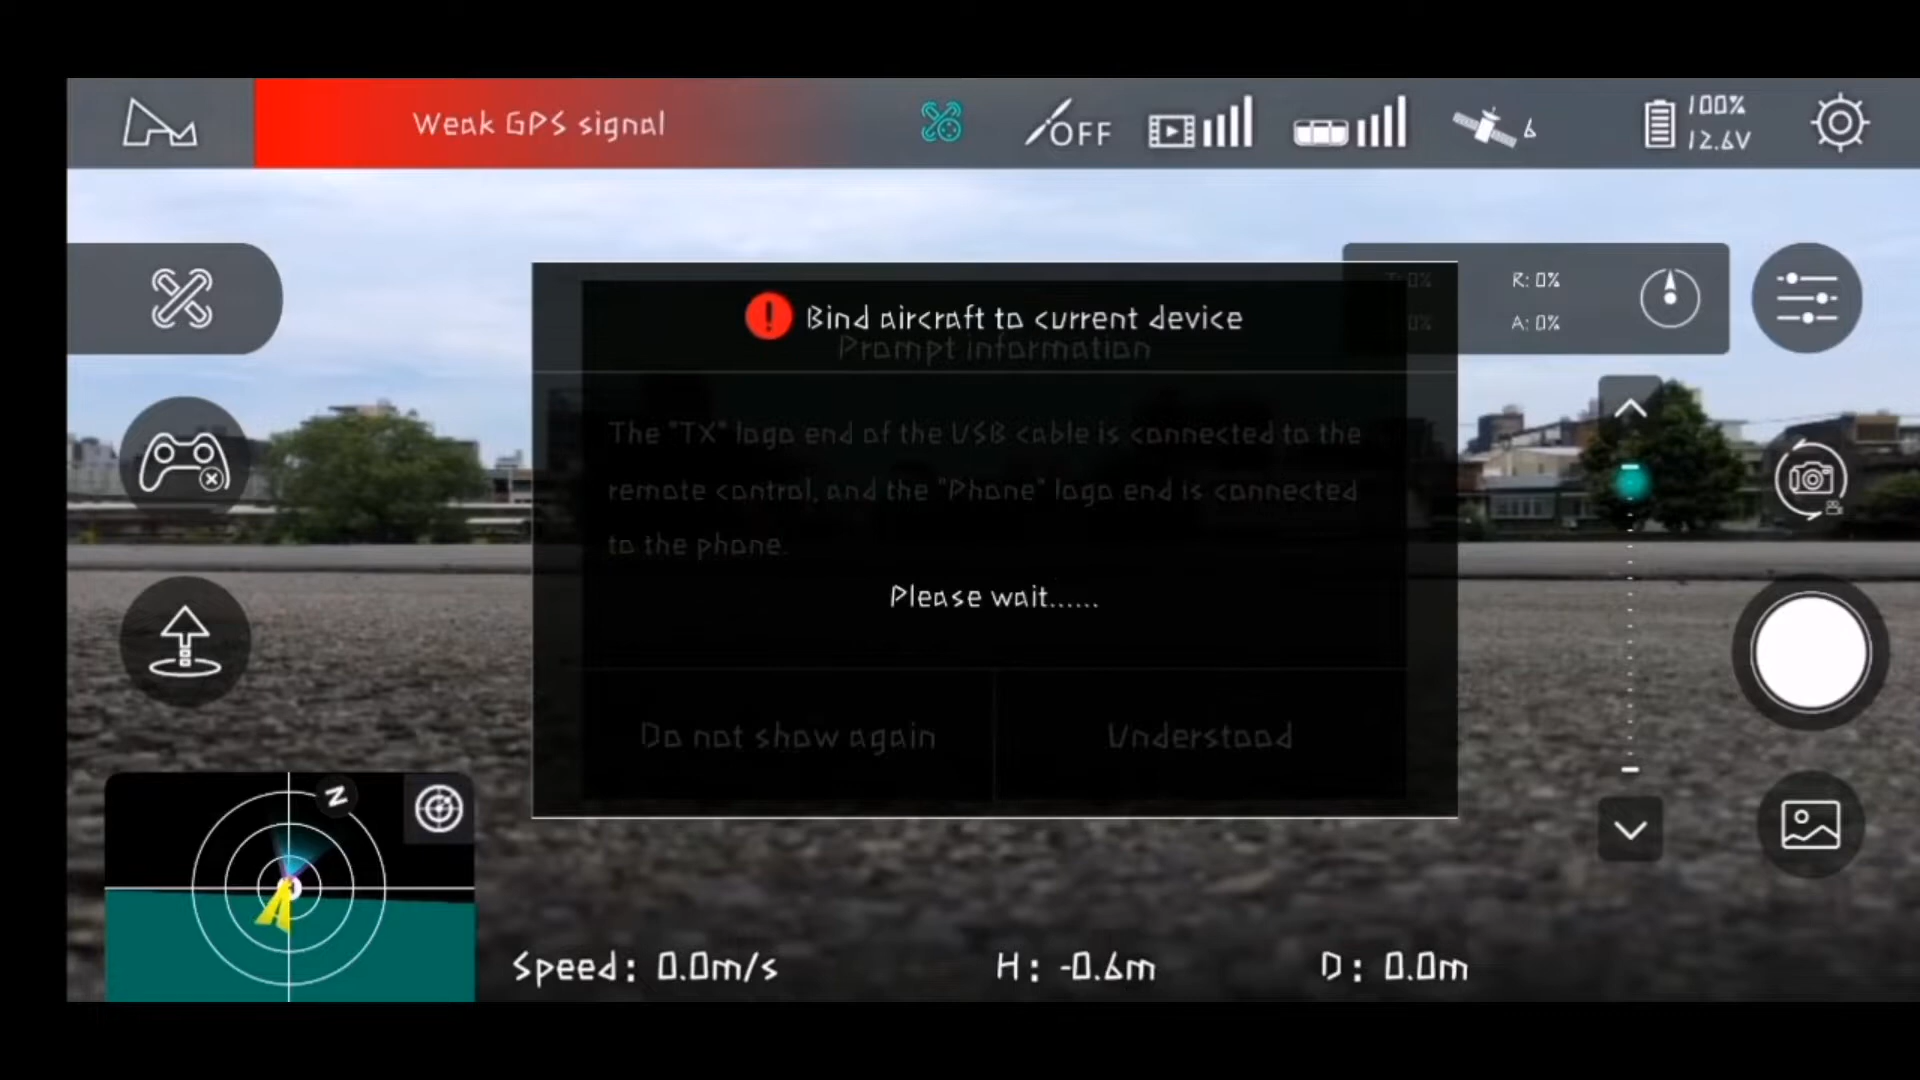 Weak GPS signal
OFF
6
100%
12.6V
T: 0%
R: 0%
0%
A: 0%
Bind aircraft to current device
Prompt information
The "TX" logo end of the USB cable is connected to the
remote control, and the "Phone" logo end is connected
to the phone.
Please wait......
Do not show again
Understood
N
Speed: 0.0m/s
H: -0.6m
D: 0.0m